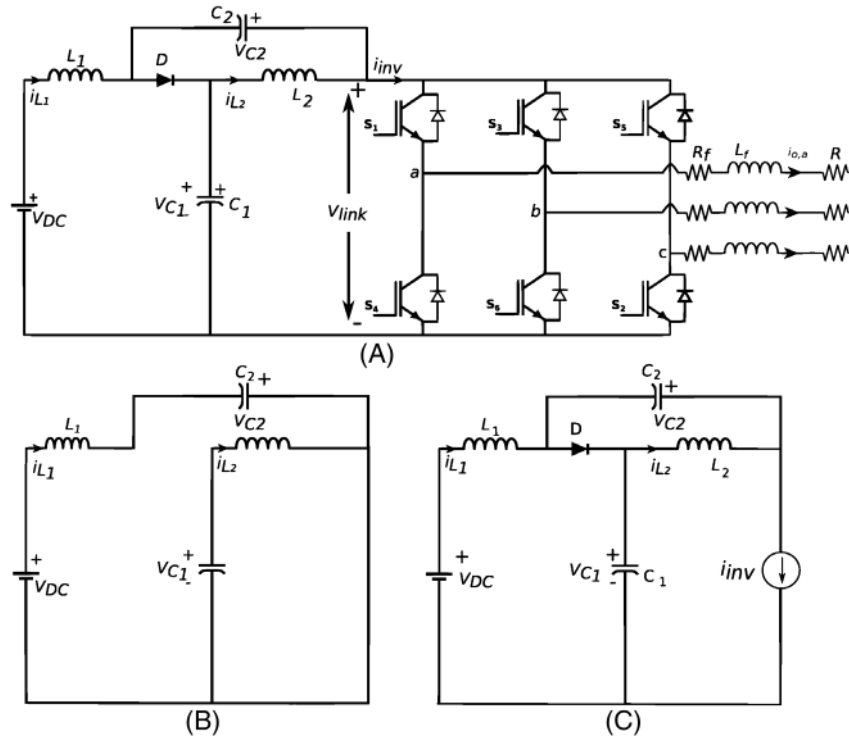 C2 +
VC2
L1
D
iL1
iL2
L2
iinv
+
S1
S3
S5
Rf
Lf
io,a
R
a
+
VDC
+ +
VC1
-
C1
vlink
b
c
-
S4
S6
S2
(A)
C2 +
VC2
L1
iL1
iL2
+
VDC
+
VC1
-
(B)
C2
+
VC2
L1
D
iL1
iL2
L2
+
VDC
+
VC1
-
C1
iinv
(C)